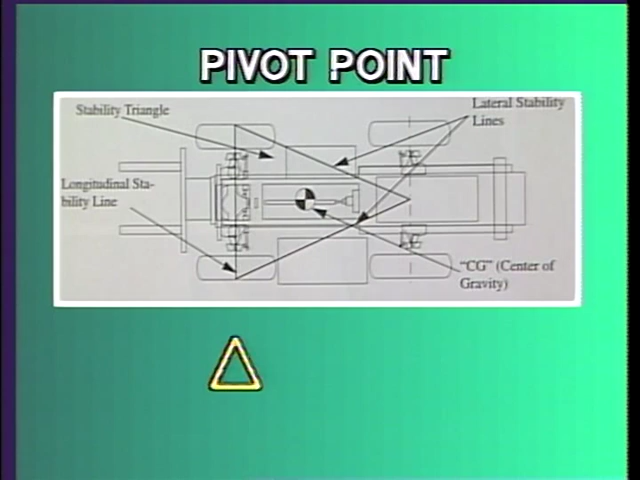 PIVOT POINT
Stability Triangle
Lateral Stability
Lines
Longitudinal Sta-
bility Line
"CG" (Center of
Gravity)